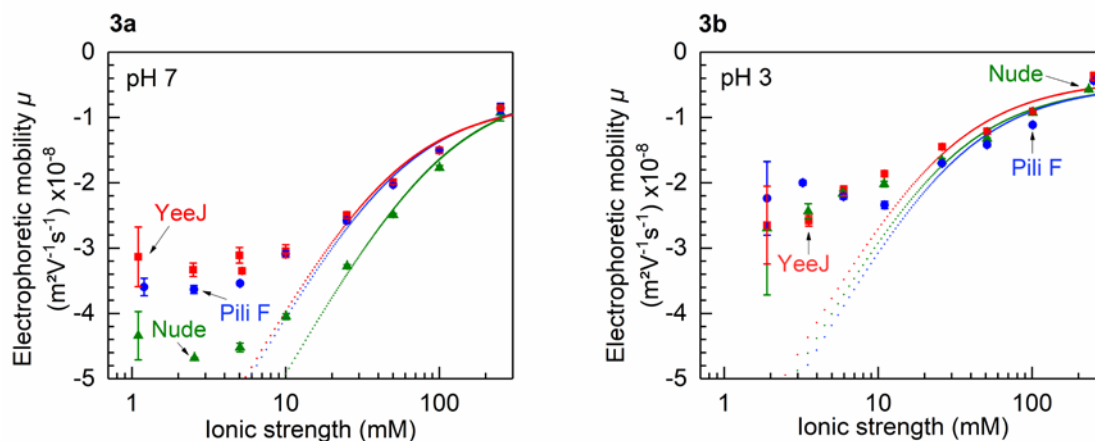 3a
3b
pH 7
pH 3
Electrophoretic mobility µ
(m²V⁻¹s⁻¹) x10⁻⁸
0
-1
-2
-3
-4
-5
YeeJ
Pili F
Nude
1
10
100
Ionic strength (mM)
Electrophoretic mobility µ
(m²V⁻¹s⁻¹) x10⁻⁸
0
-1
-2
-3
-4
-5
Nude
Pili F
YeeJ
1
10
100
Ionic strength (mM)